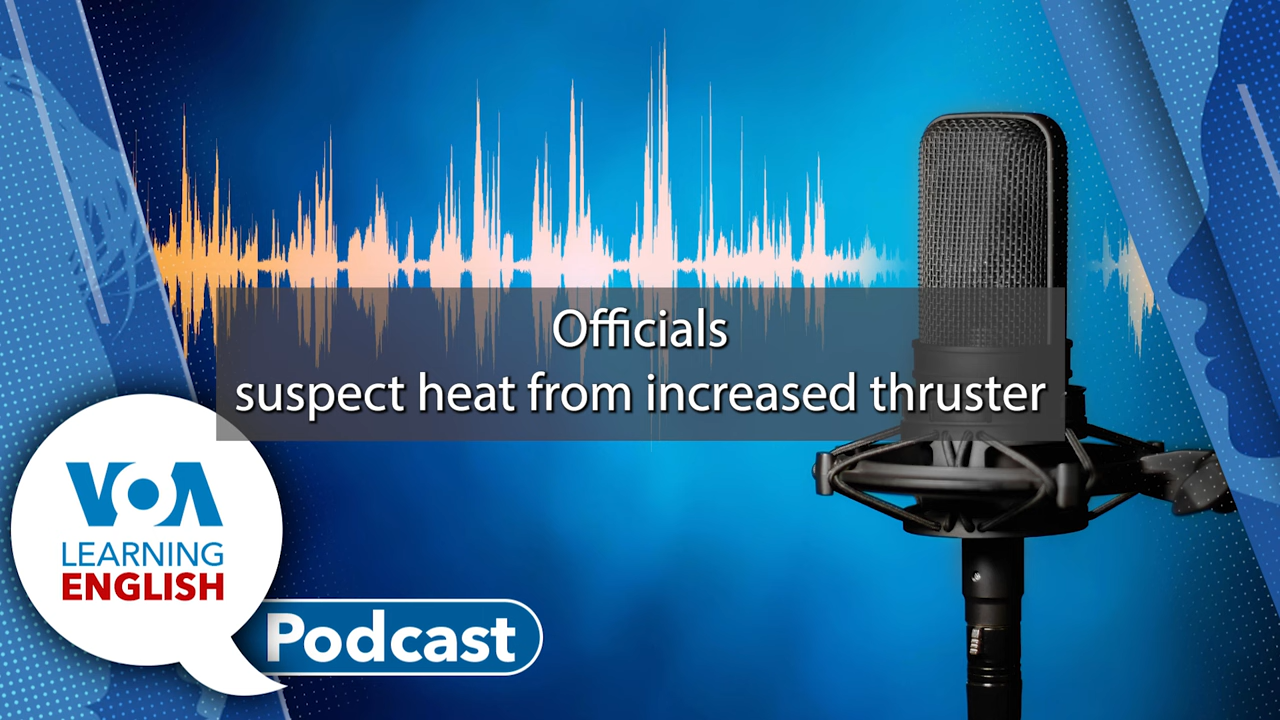 Officials
suspect heat from increased thruster
VOA
LEARNING
ENGLISH
Podcast